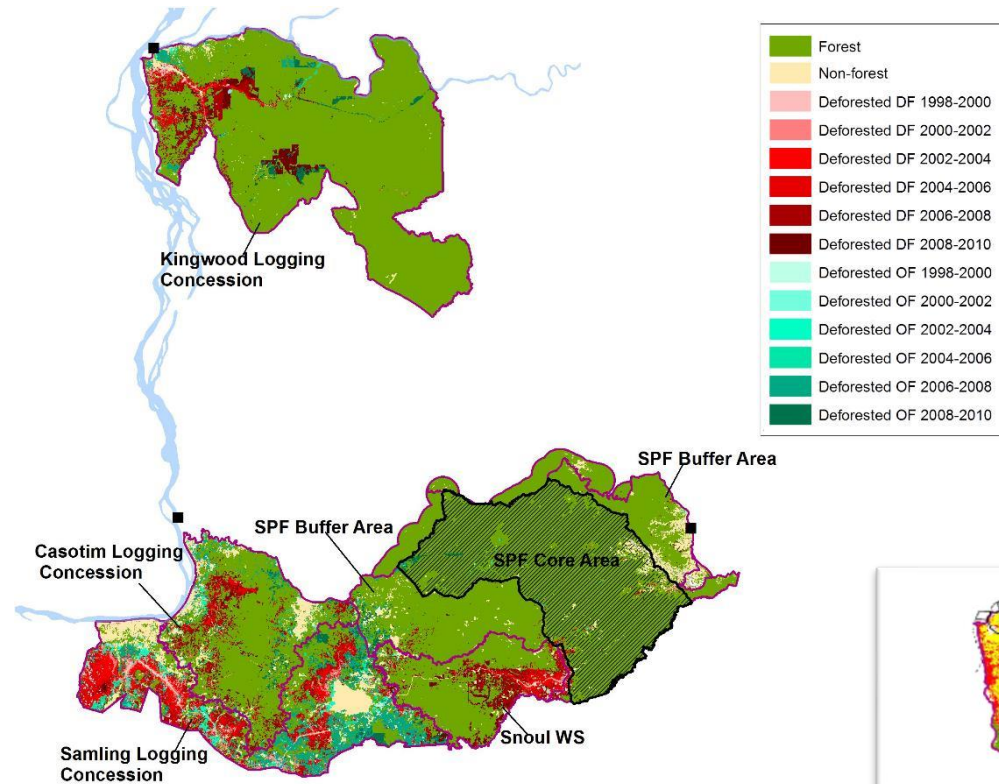 Kingwood Logging
Concession
Forest
Non-forest
Deforested DF 1998-2000
Deforested DF 2000-2002
Deforested DF 2002-2004
Deforested DF 2004-2006
Deforested DF 2006-2008
Deforested DF 2008-2010
Deforested OF 1998-2000
Deforested OF 2000-2002
Deforested OF 2002-2004
Deforested OF 2004-2006
Deforested OF 2006-2008
Deforested OF 2008-2010
SPF Buffer Area
SPF Buffer Area
SPF Core Area
Casotim Logging
Concession
Snoul WS
Samling Logging
Concession